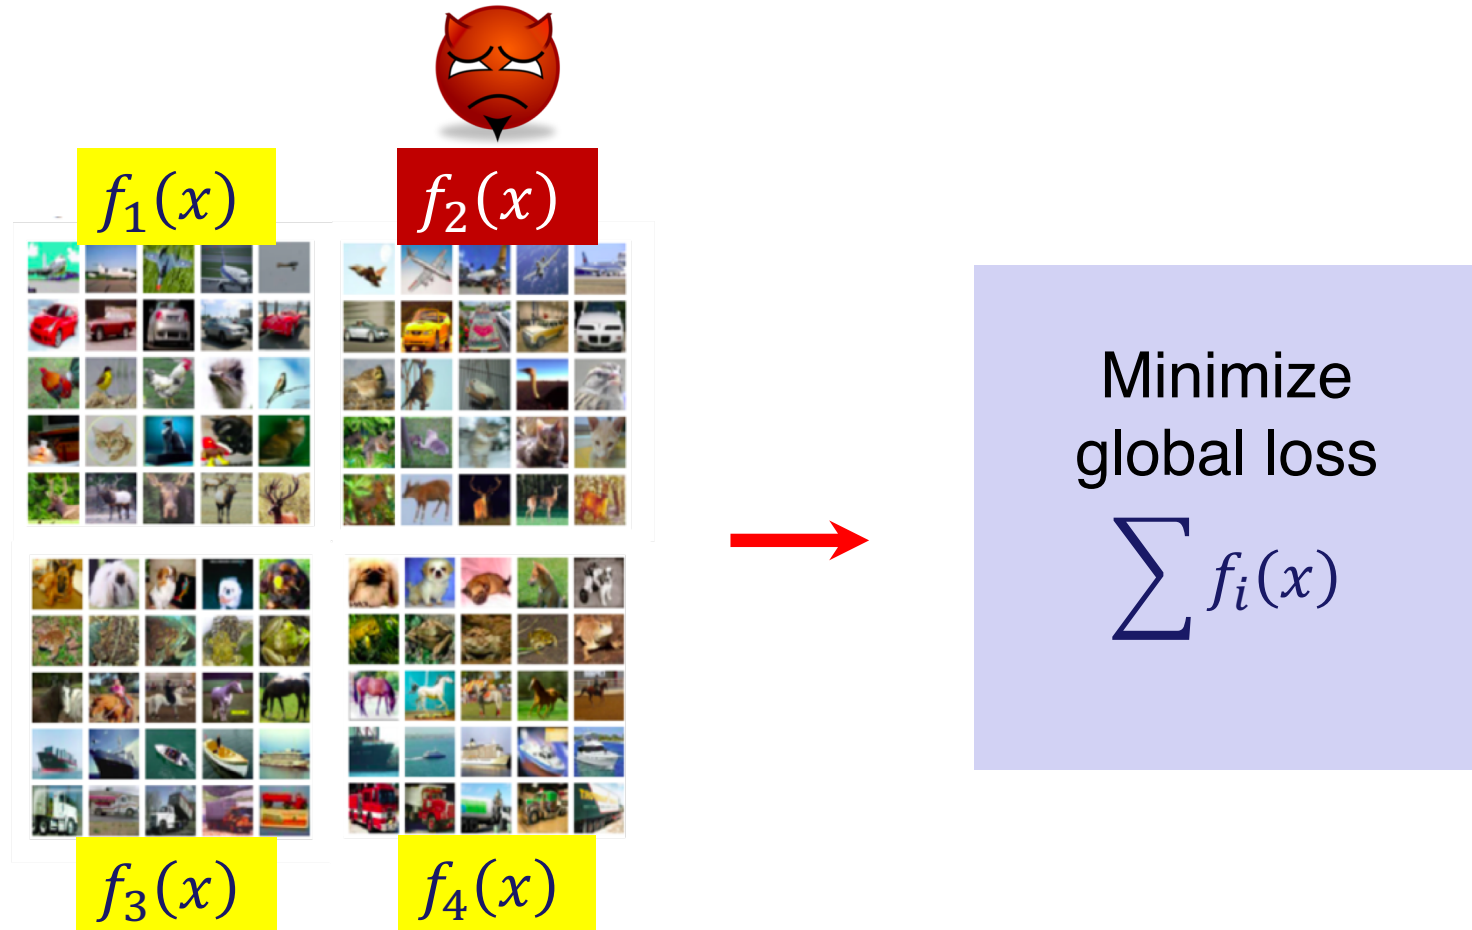 f₁(x)
f₂(x)
f₃(x)
f₄(x)
Minimize
global loss
∑ fᵢ(x)